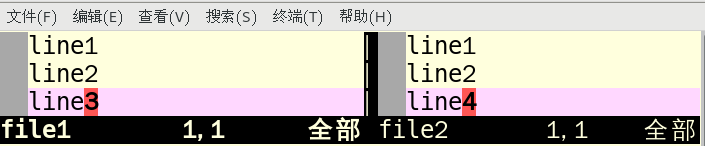 文件(F) 编辑(E) 查看(V) 搜索(S) 终端(T) 帮助(H)
line1 line1
line2 line2
line3 line4
file1 1,1 全部 file2 1,1 全部